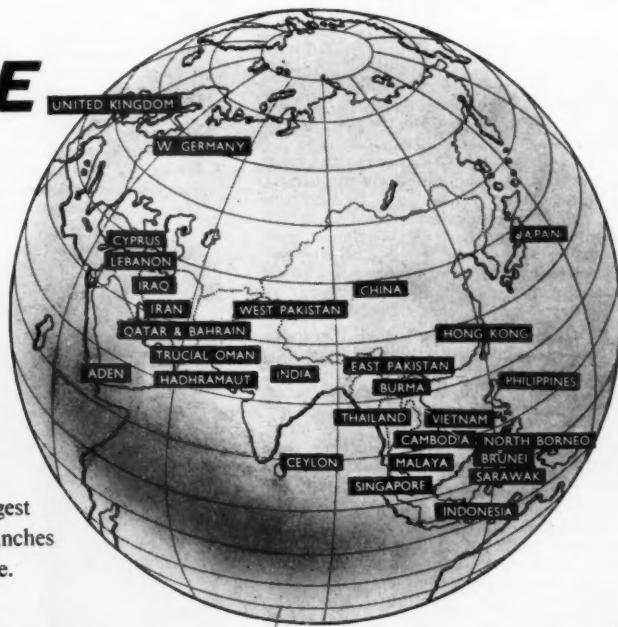 E
UNITED KINGDOM
W. GERMANY
CYPRUS
LEBANON
JAPAN
IRAQ
CHINA
IRAN
WEST PAKISTAN
QATAR & BAHRAIN
HONG KONG
TRUCIAL OMAN
EAST PAKISTAN
ADEN
HADHRAMAUT
INDIA
BURMA
PHILIPPINES
THAILAND
VIETNAM
CAMBODIA
NORTH BORNEO
CEYLON
MALAYA
BRUNEI
SARAWAK
SINGAPORE
INDONESIA
gest
nches
e.